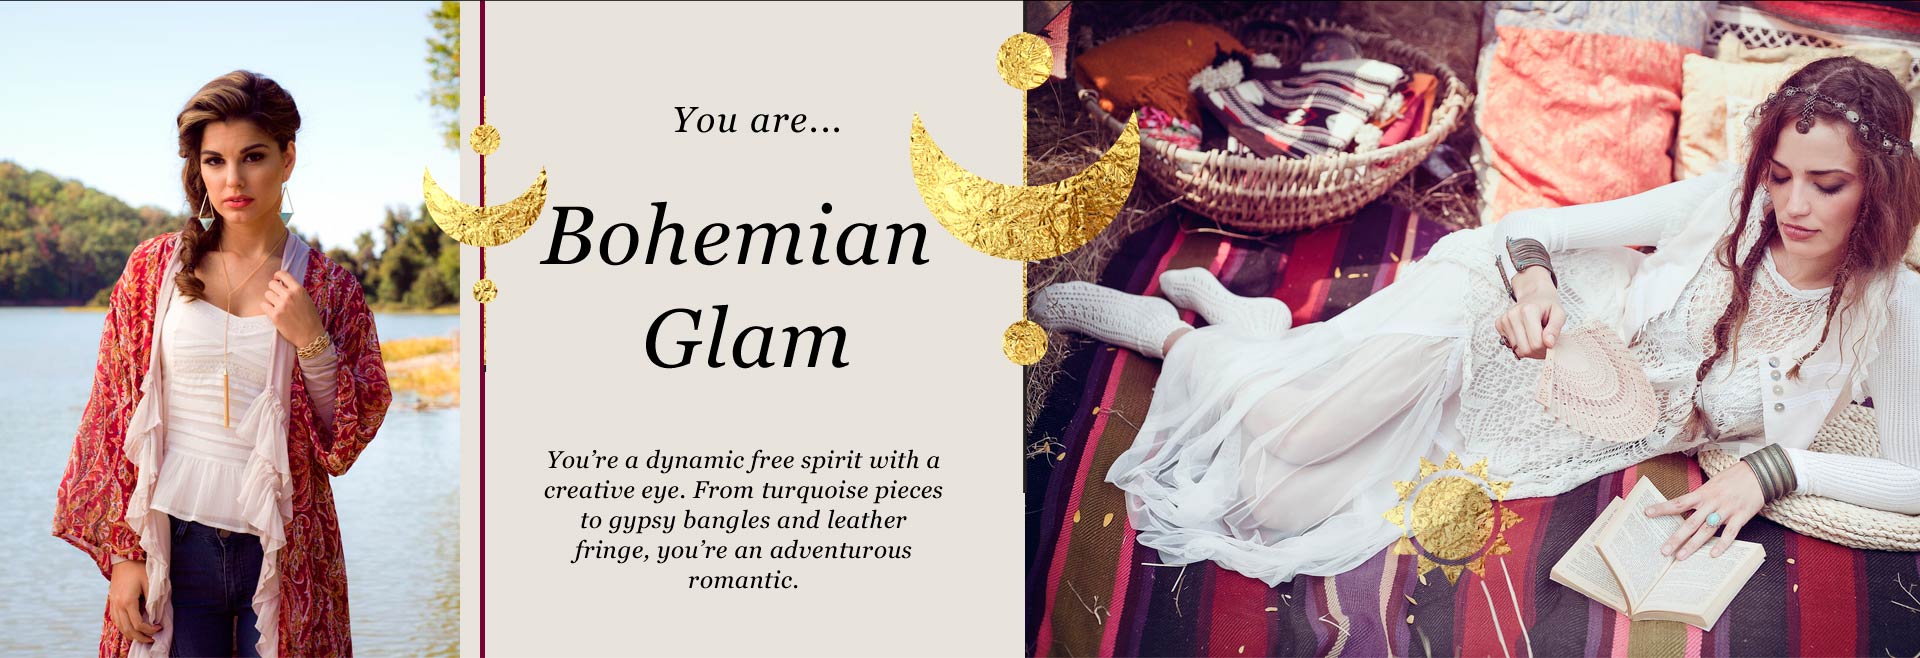 You are...
Bohemian
Glam
You’re a dynamic free spirit with a
creative eye. From turquoise pieces
to gypsy bangles and leather
fringe, you’re an adventurous
romantic.